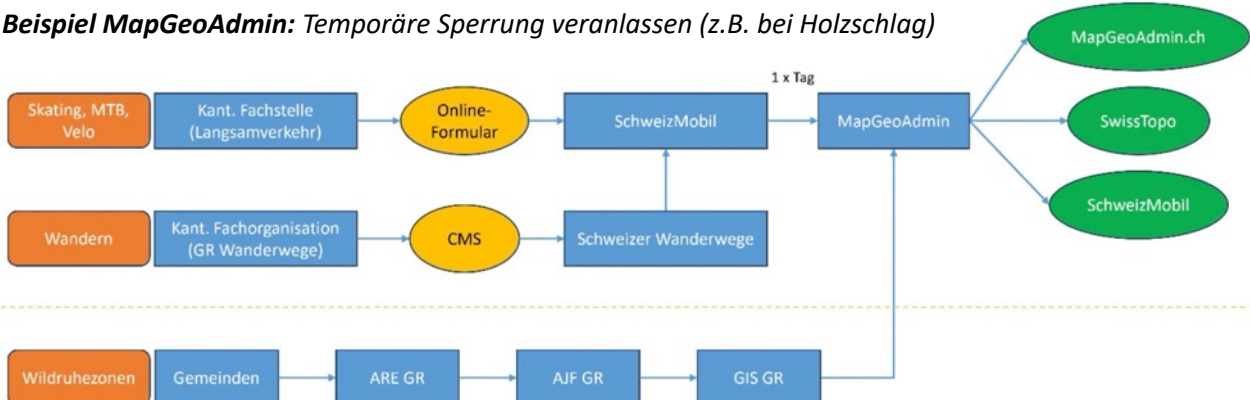 Beispiel MapGeoAdmin: Temporäre Sperrung veranlassen (z.B. bei Holzschlag)
MapGeoAdmin.ch
1 x Tag
Skating, MTB,
Velo
Kant. Fachstelle
(Langsamverkehr)
Online-
Formular
SchweizMobil
MapGeoAdmin
SwissTopo
SchweizMobil
Wandern
Kant. Fachorganisation
(GR Wanderwege)
CMS
Schweizer Wanderwege
Wildruhezonen
Gemeinden
ARE GR
AJF GR
GIS GR